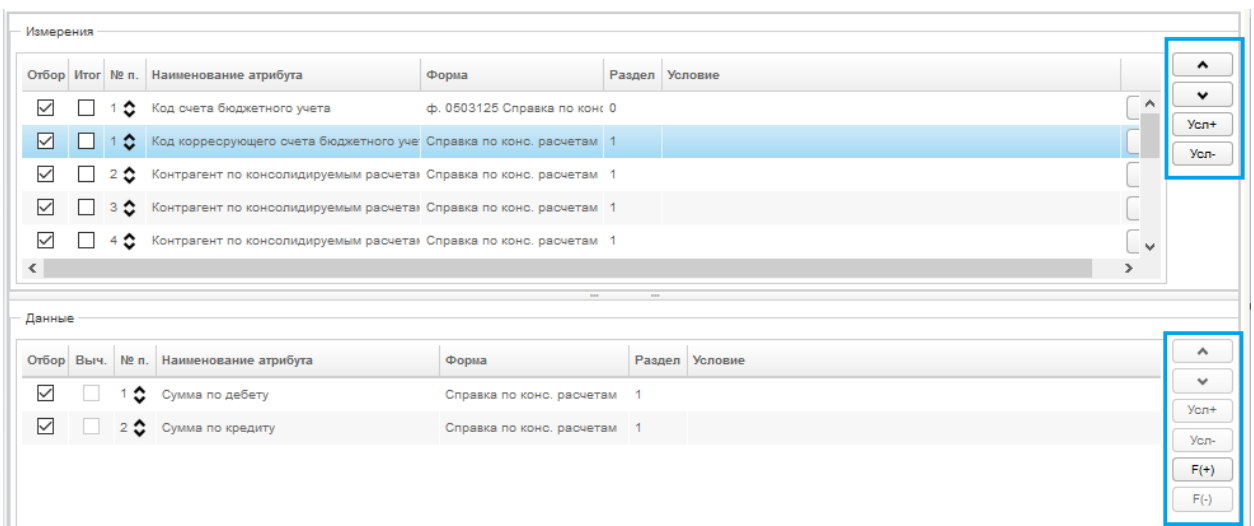 Измерения
Отбор Итог № п. Наименование атрибута Форма Раздел Условие
1 Код счета бюджетного учета ф. 0503125 Справка по конс 0
1 Код корресрующего счета бюджетного уче Справка по конс. расчетам 1
2 Контрагент по консолидируемым расчетам Справка по конс. расчетам 1
3 Контрагент по консолидируемым расчетам Справка по конс. расчетам 1
4 Контрагент по консолидируемым расчетам Справка по конс. расчетам 1
Усл+
Усл-
Данные
Отбор Выч. № п. Наименование атрибута Форма Раздел Условие
1 Сумма по дебету Справка по конс. расчетам 1
2 Сумма по кредиту Справка по конс. расчетам 1
Усл+
Усл-
F(+)
F(-)